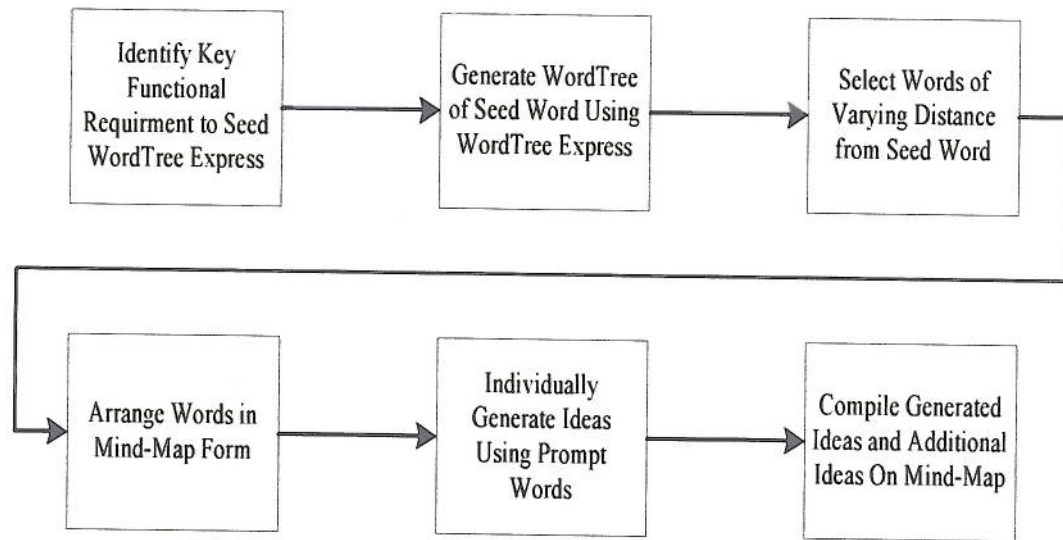 Identify Key
Functional
Requirment to Seed
WordTree Express
Generate WordTree
of Seed Word Using
WordTree Express
Select Words of
Varying Distance
from Seed Word
Arrange Words in
Mind-Map Form
Individually
Generate Ideas
Using Prompt
Words
Compile Generated
Ideas and Additional
Ideas On Mind-Map